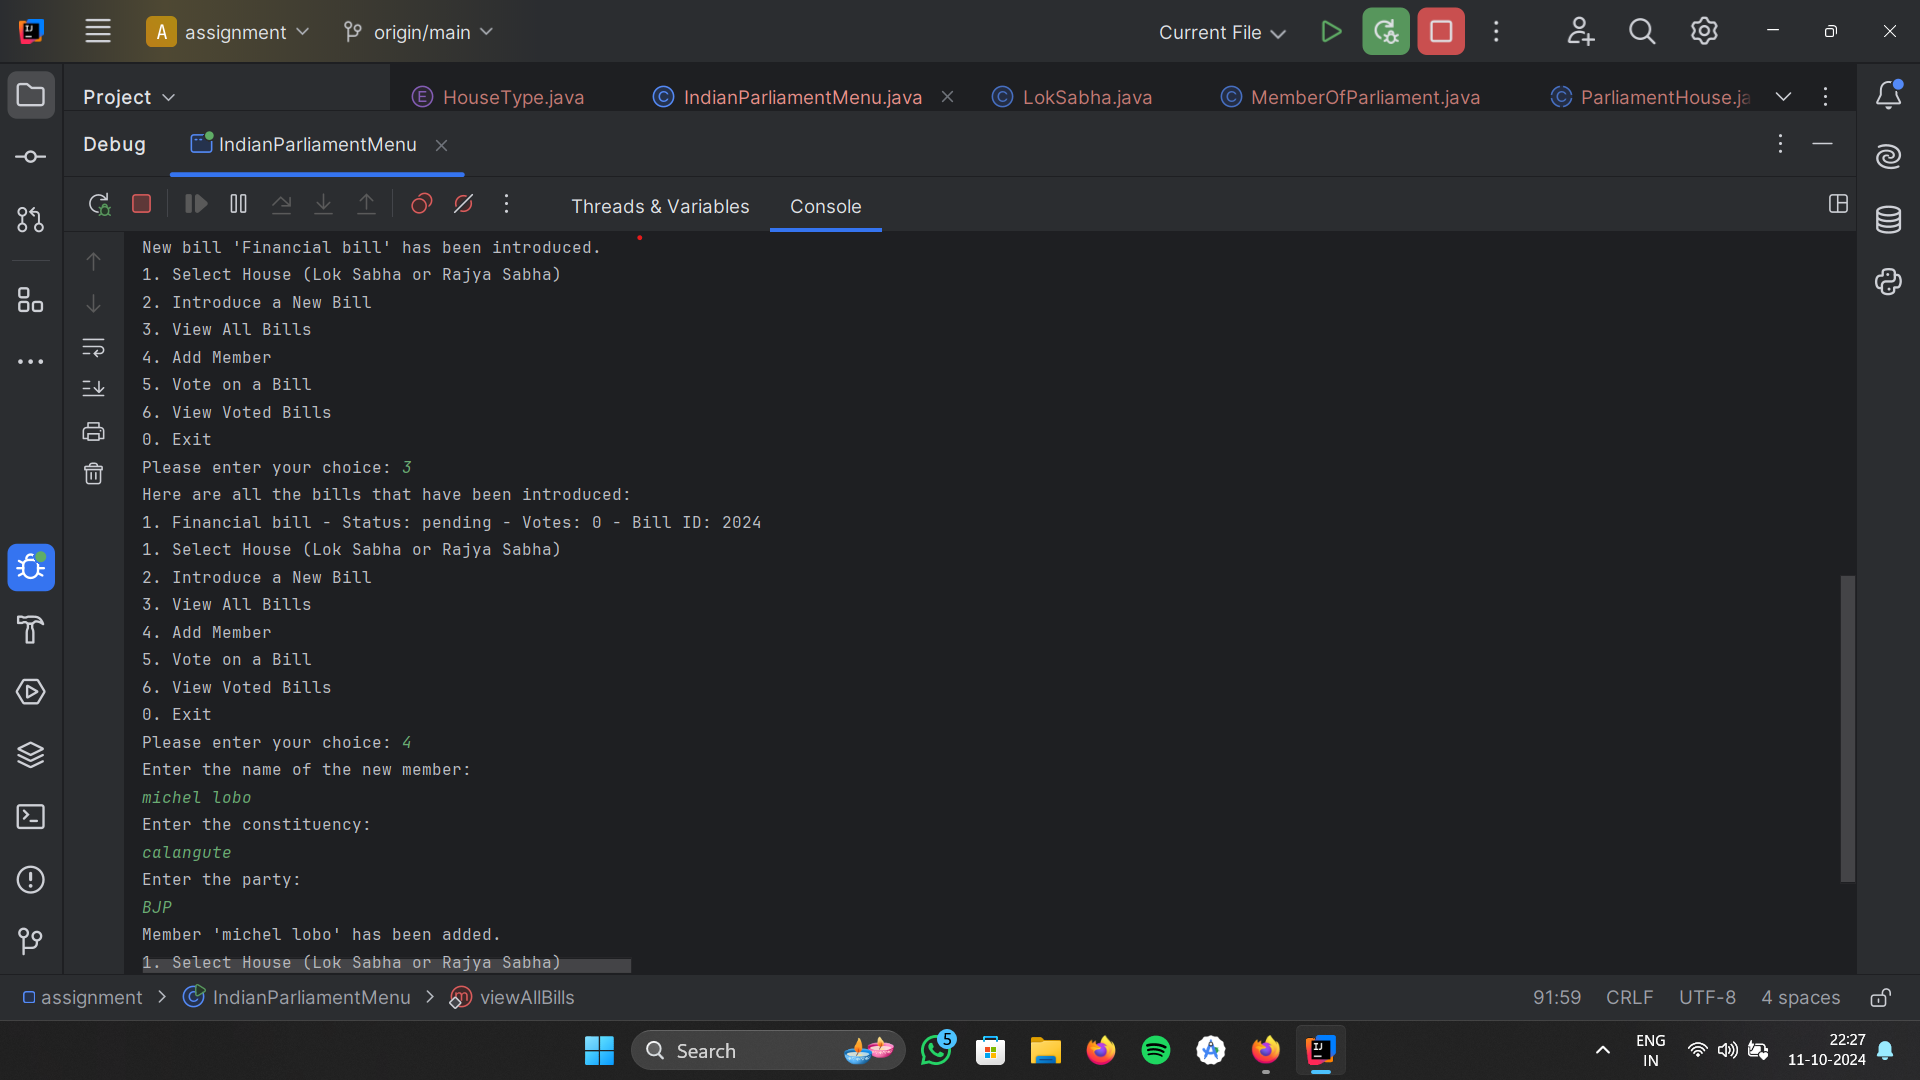 A assignment origin/main Current File
Project HouseType.java IndianParliamentMenu.java LokSabha.java MemberOfParliament.java ParliamentHouse.ja
Debug IndianParliamentMenu
Threads & Variables Console
New bill 'Financial bill' has been introduced.
1. Select House (Lok Sabha or Rajya Sabha)
2. Introduce a New Bill
3. View All Bills
4. Add Member
5. Vote on a Bill
6. View Voted Bills
0. Exit
Please enter your choice: 3
Here are all the bills that have been introduced:
1. Financial bill - Status: pending - Votes: 0 - Bill ID: 2024
1. Select House (Lok Sabha or Rajya Sabha)
2. Introduce a New Bill
3. View All Bills
4. Add Member
5. Vote on a Bill
6. View Voted Bills
0. Exit
Please enter your choice: 4
Enter the name of the new member:
michel lobo
Enter the constituency:
calangute
Enter the party:
BJP
Member 'michel lobo' has been added.
1. Select House (Lok Sabha or Rajya Sabha)
assignment > IndianParliamentMenu > viewAllBills 91:59 CRLF UTF-8 4 spaces
Search 5 ENG 22:27
IN 11-10-2024